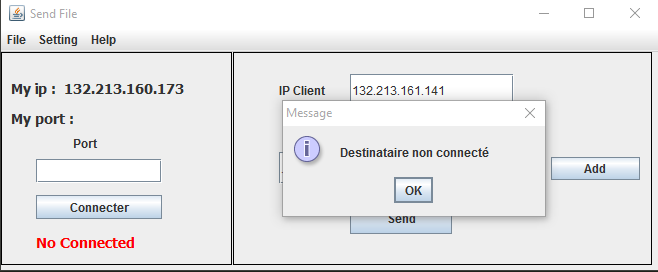 Send File
File Setting Help
My ip : 132.213.160.173
My port :
Port
Connecter
No Connected
IP Client
132.213.161.141
Message
Destinataire non connecté
OK
Add
Send